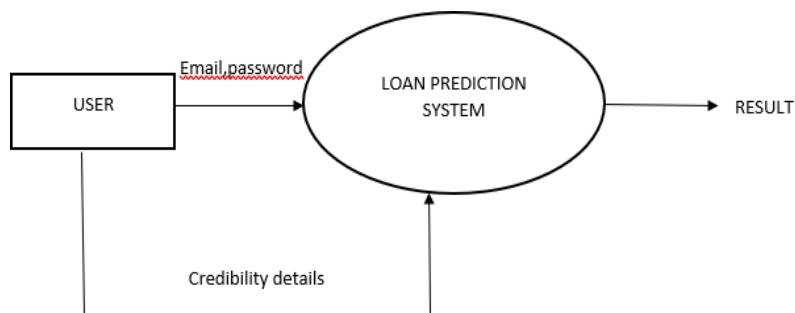 Email,password
USER
LOAN PREDICTION
SYSTEM
RESULT
Credibility details